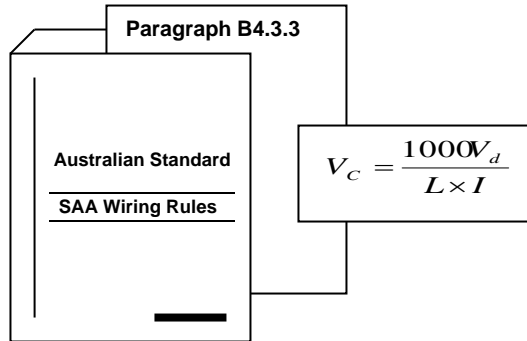 Paragraph B4.3.3
Australian Standard
SAA Wiring Rules
V_C = 1000V_d / L × I